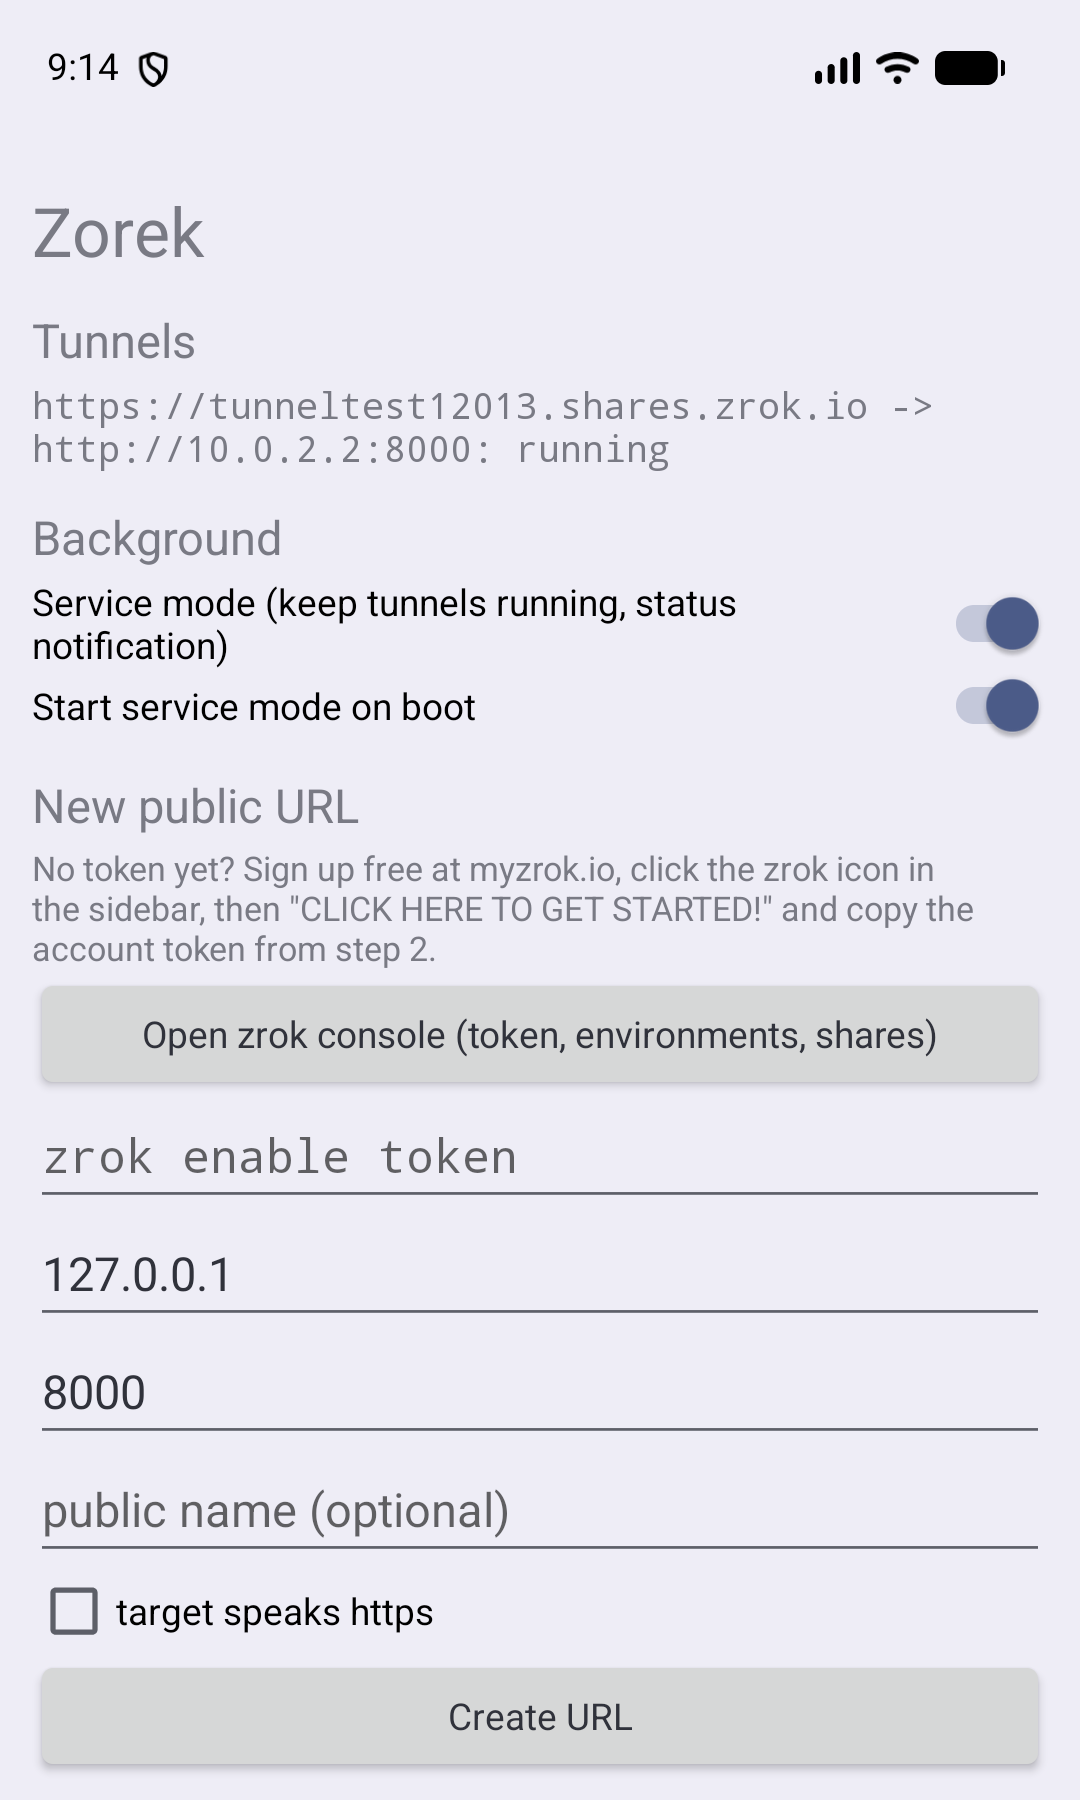 9:14
Zorek
Tunnels
https://tunneltest12013.shares.zrok.io ->
http://10.0.2.2:8000: running
Background
Service mode (keep tunnels running, status
notification)
Start service mode on boot
New public URL
No token yet? Sign up free at myzrok.io, click the zrok icon in
the sidebar, then "CLICK HERE TO GET STARTED!" and copy the
account token from step 2.
Open zrok console (token, environments, shares)
zrok enable token
127.0.0.1
8000
public name (optional)
target speaks https
Create URL